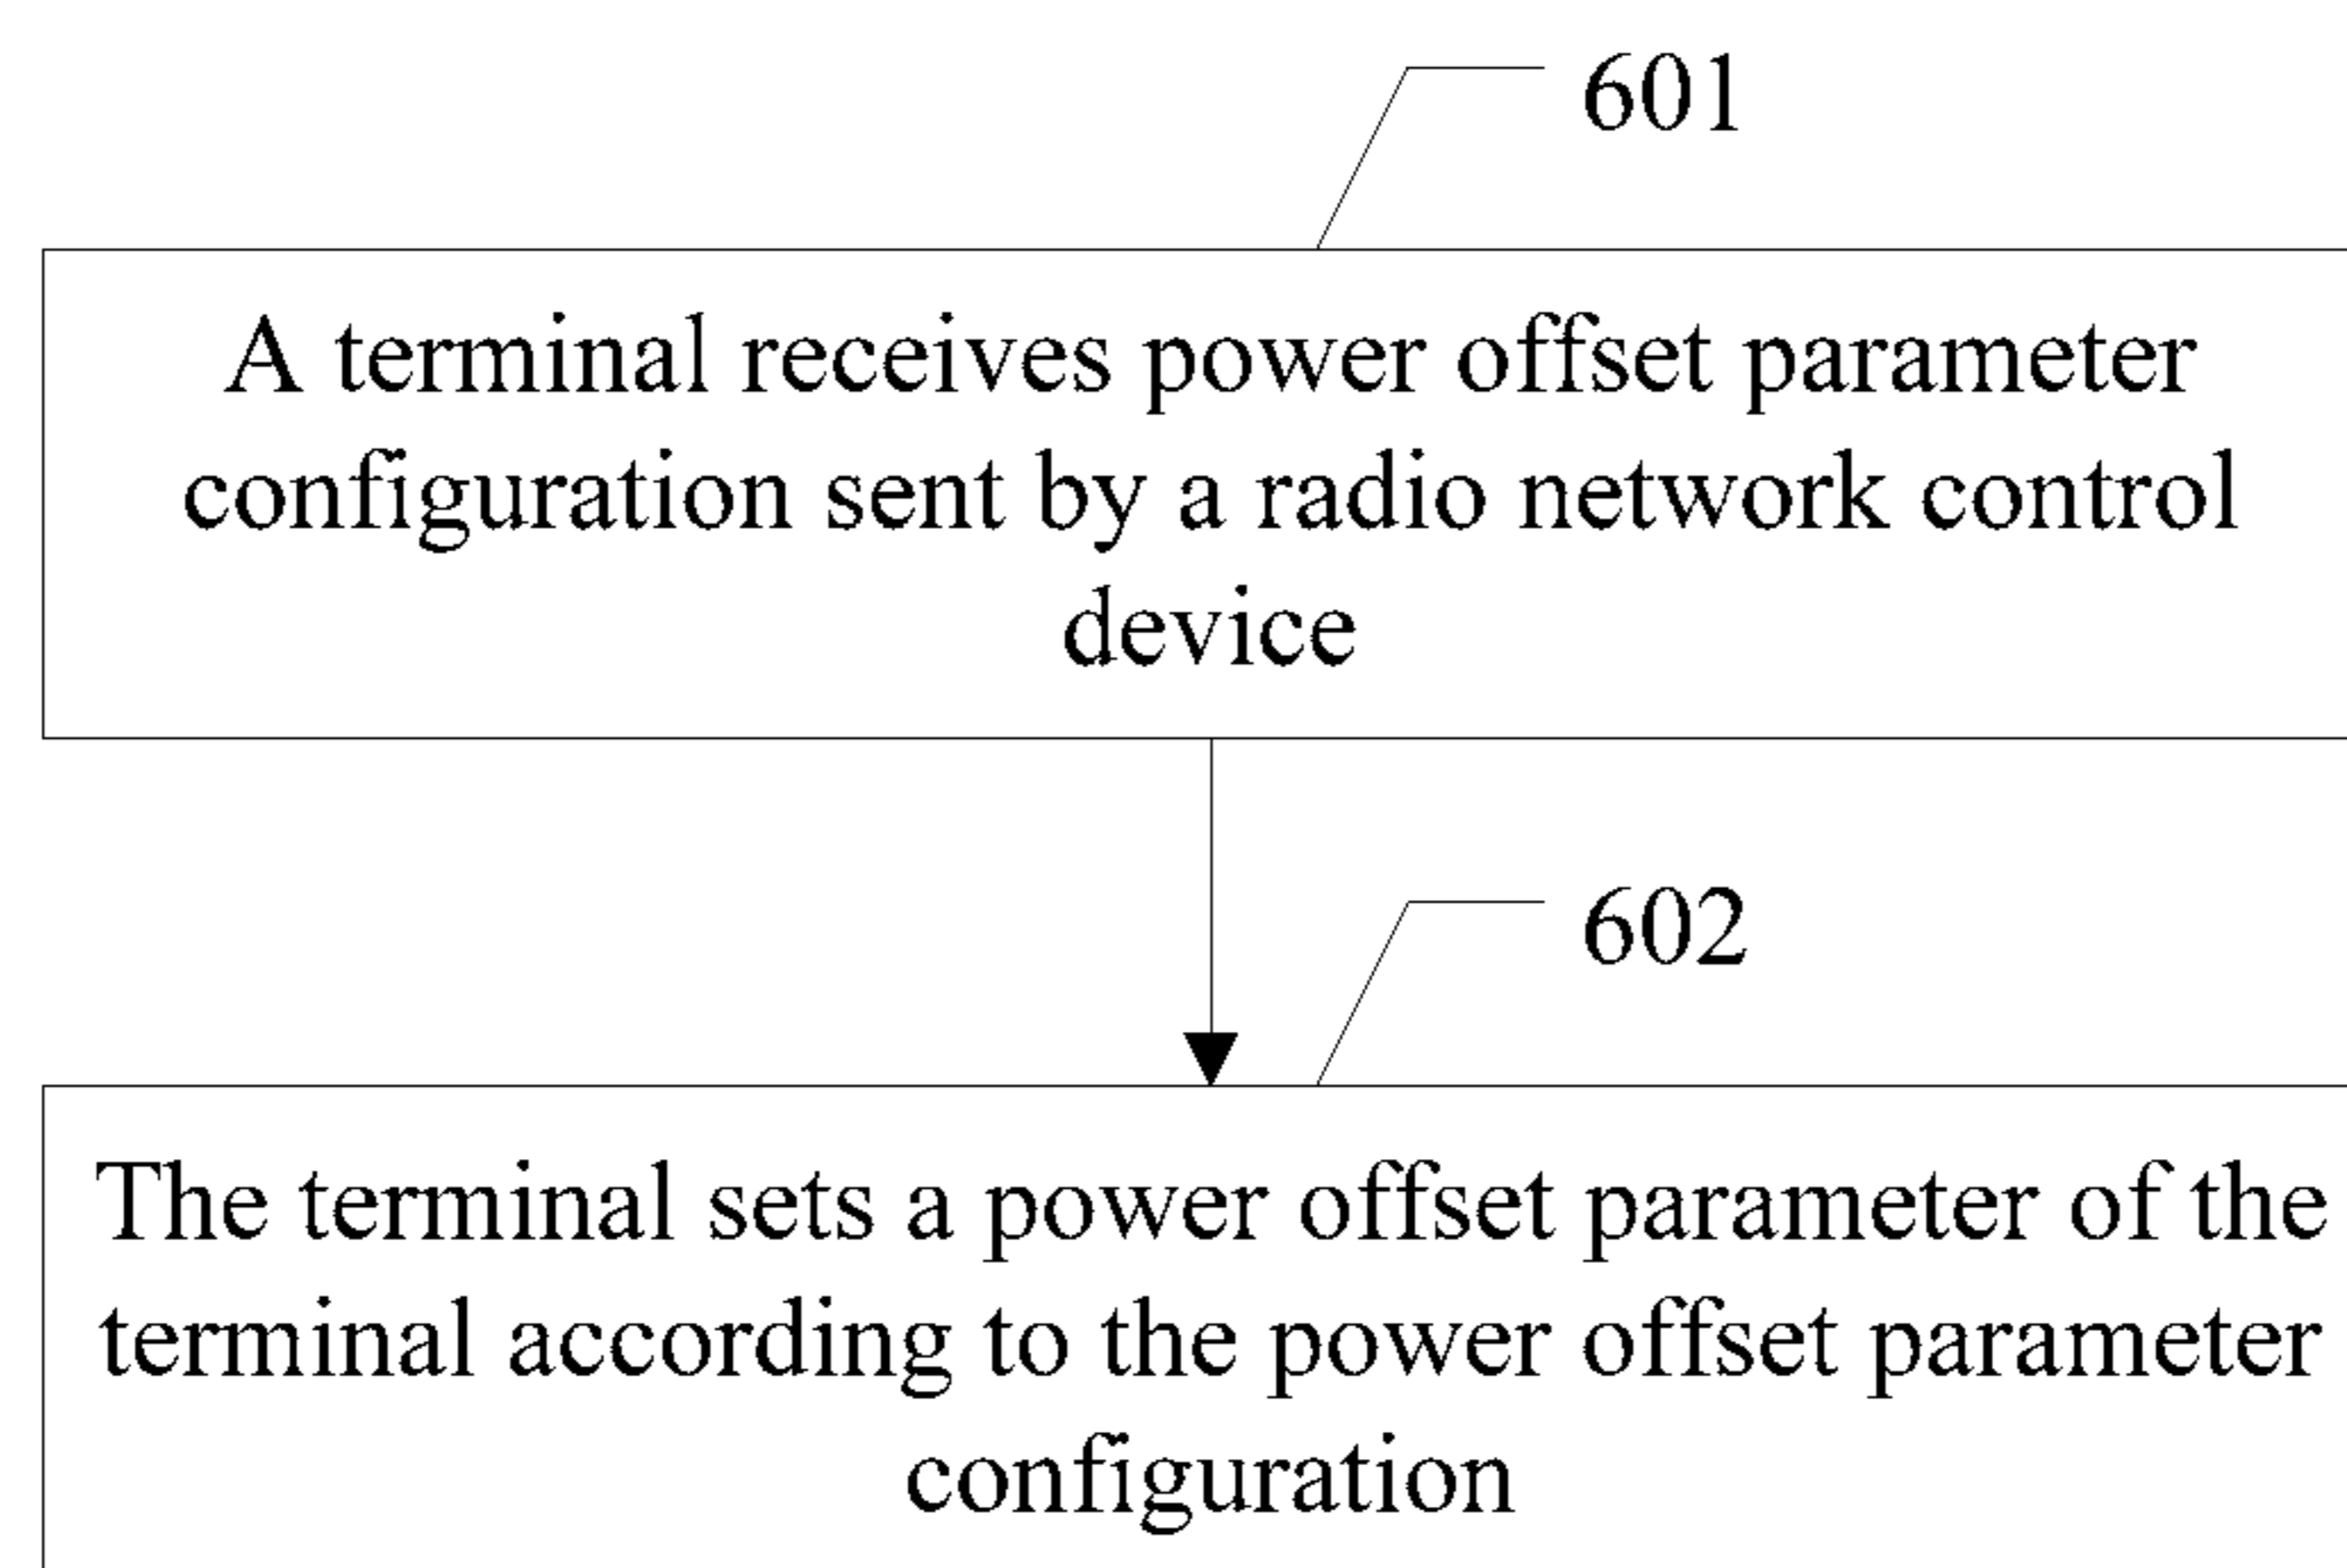 601
A terminal receives power offset parameter
configuration sent by a radio network control
device
602
The terminal sets a power offset parameter of the
terminal according to the power offset parameter
configuration